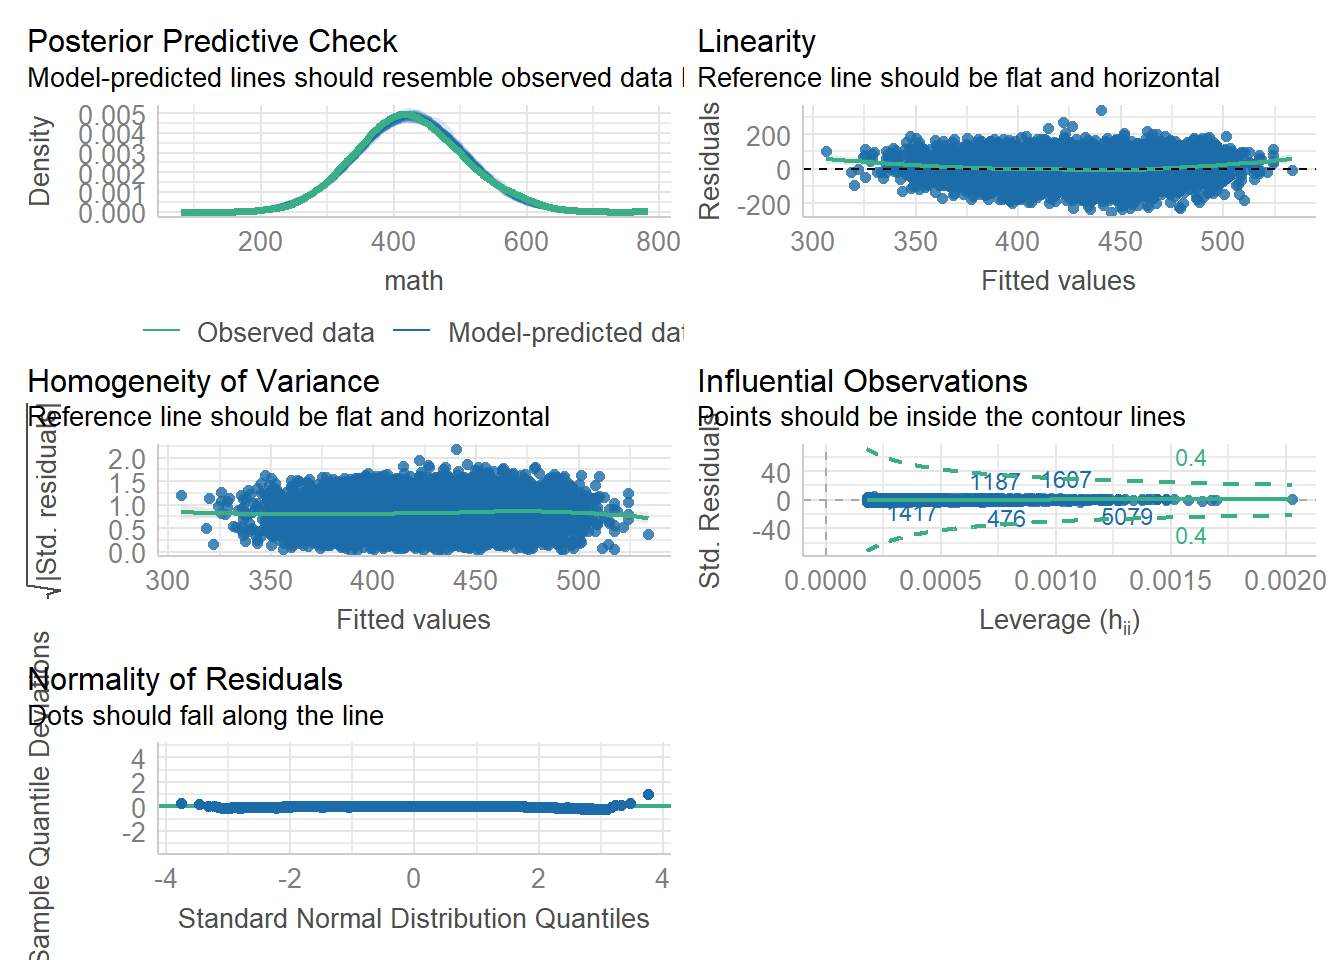 Posterior Predictive Check
Model-predicted lines should resemble observed data l
Density
0.005
0.004
0.003
0.002
0.001
0.000
200
400
600
800
math
Observed data
Model-predicted dat
Linearity
Reference line should be flat and horizontal
Residuals
200
0
-200
300
350
400
450
500
Fitted values
Homogeneity of Variance
Reference line should be flat and horizontal
√|Std. residuals|
2.0
1.5
1.0
0.5
0.0
300
350
400
450
500
Fitted values
Influential Observations
Points should be inside the contour lines
Std. Residuals
40
0
-40
0.4
1187
1607
1417
476
5079
0.4
0.0000
0.0005
0.0010
0.0015
0.0020
Leverage (hii)
Normality of Residuals
Dots should fall along the line
Sample Quantile Deviations
4
2
0
-2
-4
-2
0
2
4
Standard Normal Distribution Quantiles